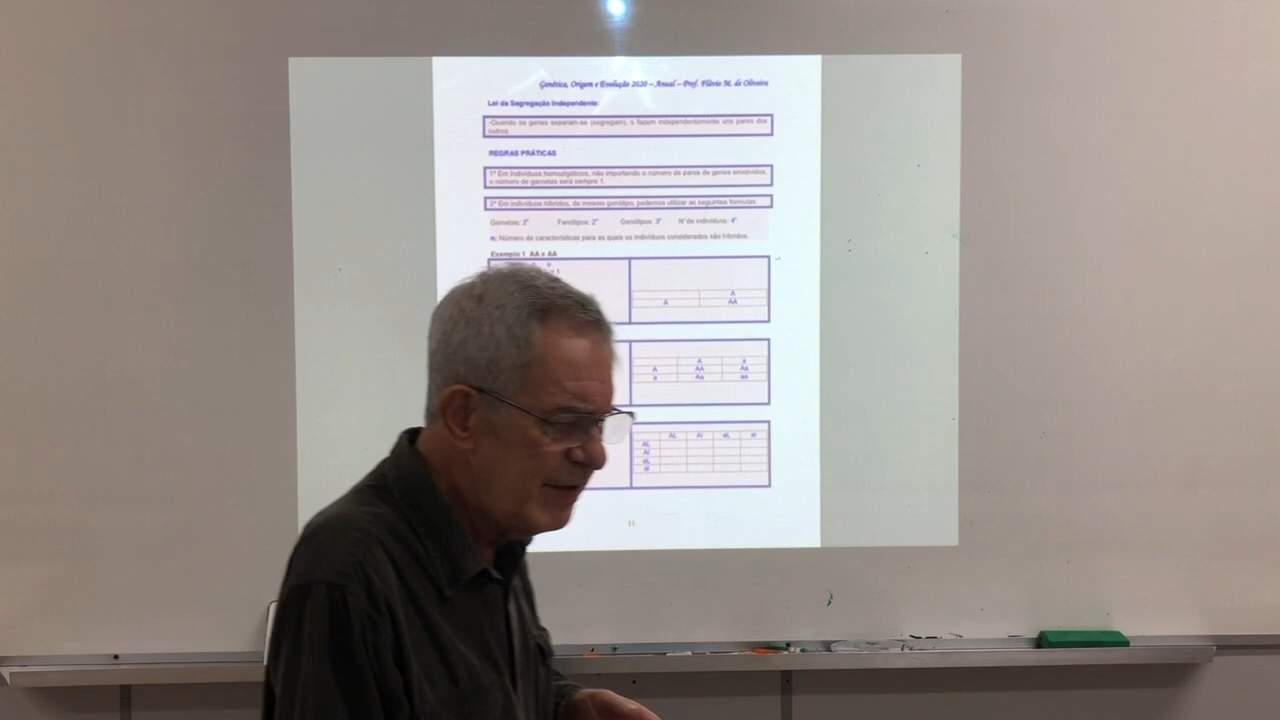 Genética, Origem e Evolução 2020 – Anual – Prof. Flávio M. de Oliveira
Lei da Segregação Independente:
-Quando os genes separam-se (segregam), o fazem independentemente uns pares dos
outros.
REGRAS PRÁTICAS
1ª Em indivíduos homozigóticos, não importando o número de pares de genes envolvidos,
o número de gametas será sempre 1.
2ª Em indivíduos híbridos, de mesmo genótipo, podemos utilizar as seguintes fórmulas
Gametas: 2ⁿ Fenótipos: 2ⁿ Genótipos: 3ⁿ Nº de indivíduos: 4ⁿ
n: Número de características para as quais os indivíduos considerados são híbridos.
Exemplo 1 AA x AA
A
A AA
A a
A AA Aa
a Aa aa
AL Al aL al
AL
Al
aL
al
11